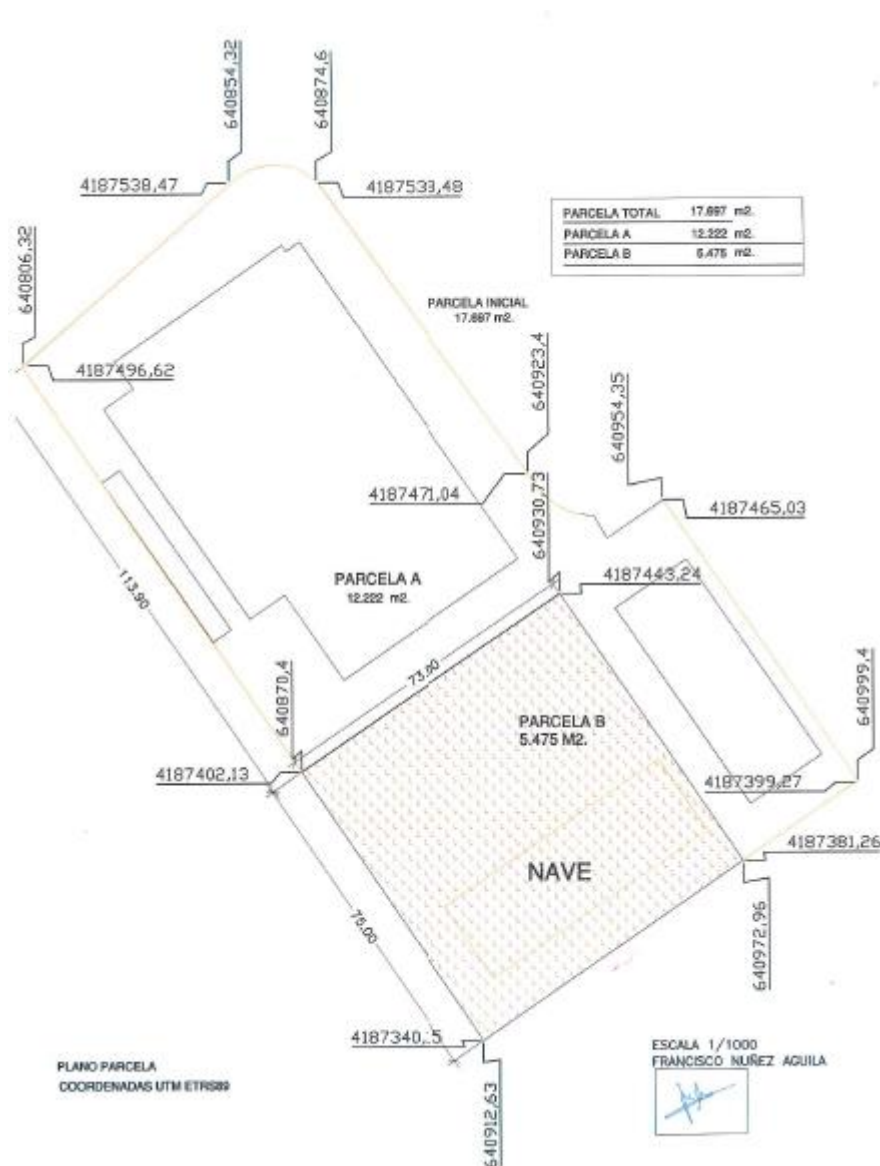 640854,32
640874,6
4187538,47
4187533,48
PARCELA TOTAL 17.697 m2.
PARCELA A 12.222 m2.
PARCELA B 5.475 m2.
640806,32
PARCELA INICIAL
17.697 m2.
4187496,62
640923,4
640954,35
4187471,04
640930,73
4187465,03
113.90
PARCELA A
12.222 m2.
4187443,24
73.00
640870,4
PARCELA B
5.475 M2.
640999,4
4187402,13
4187399,27
4187381,26
NAVE
75.00
640972,96
PLANO PARCELA
COORDENADAS UTM ETRS89
640912,63
ESCALA 1/1000
FRANCISCO NUÑEZ AGUILA